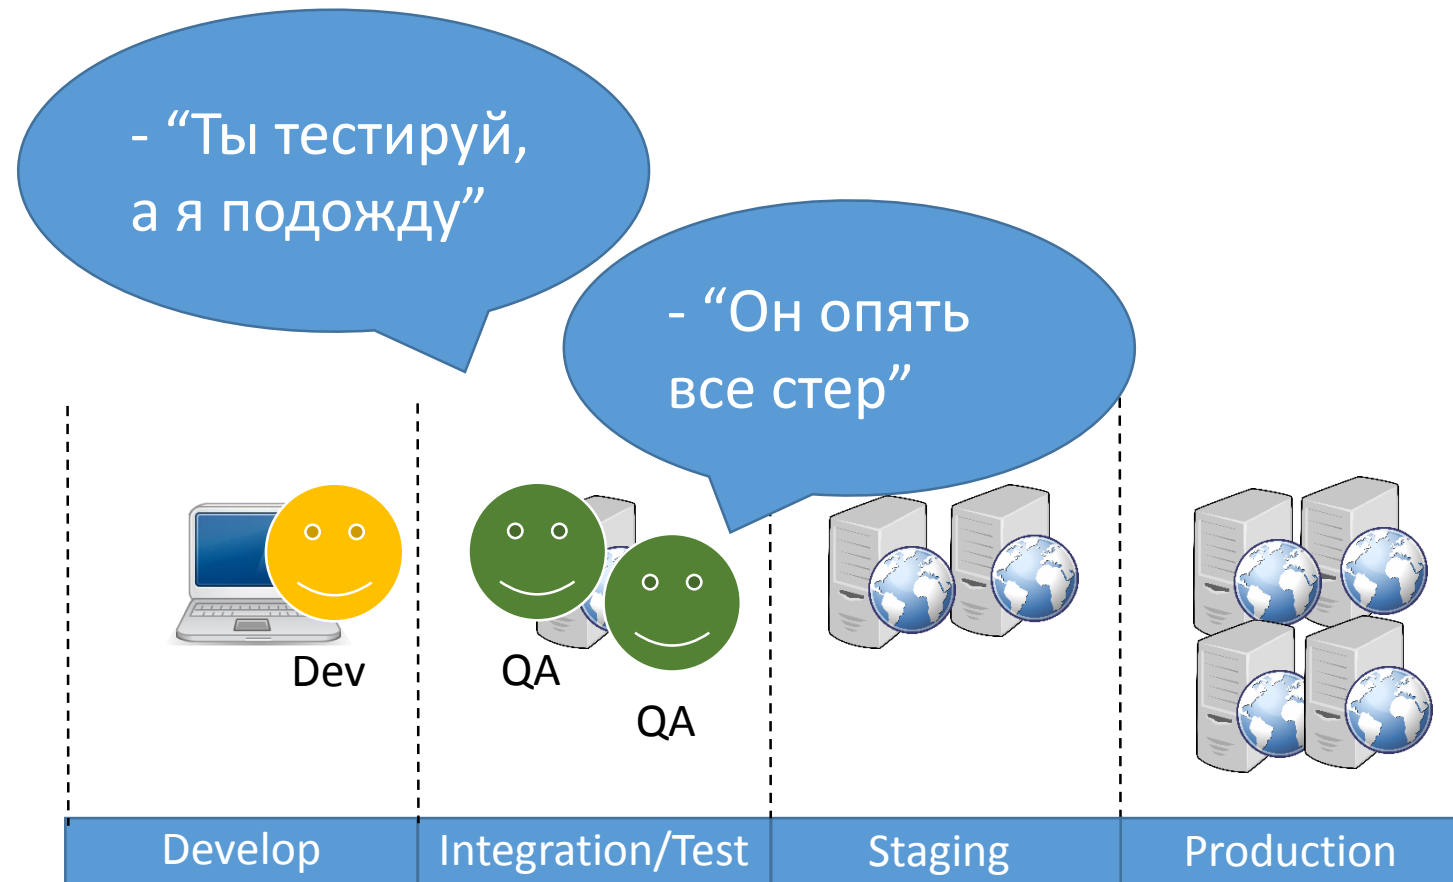 - “Ты тестируй,
а я подожду”
- “Он опять
все стер”
Dev
QA
QA
Develop
Integration/Test
Staging
Production